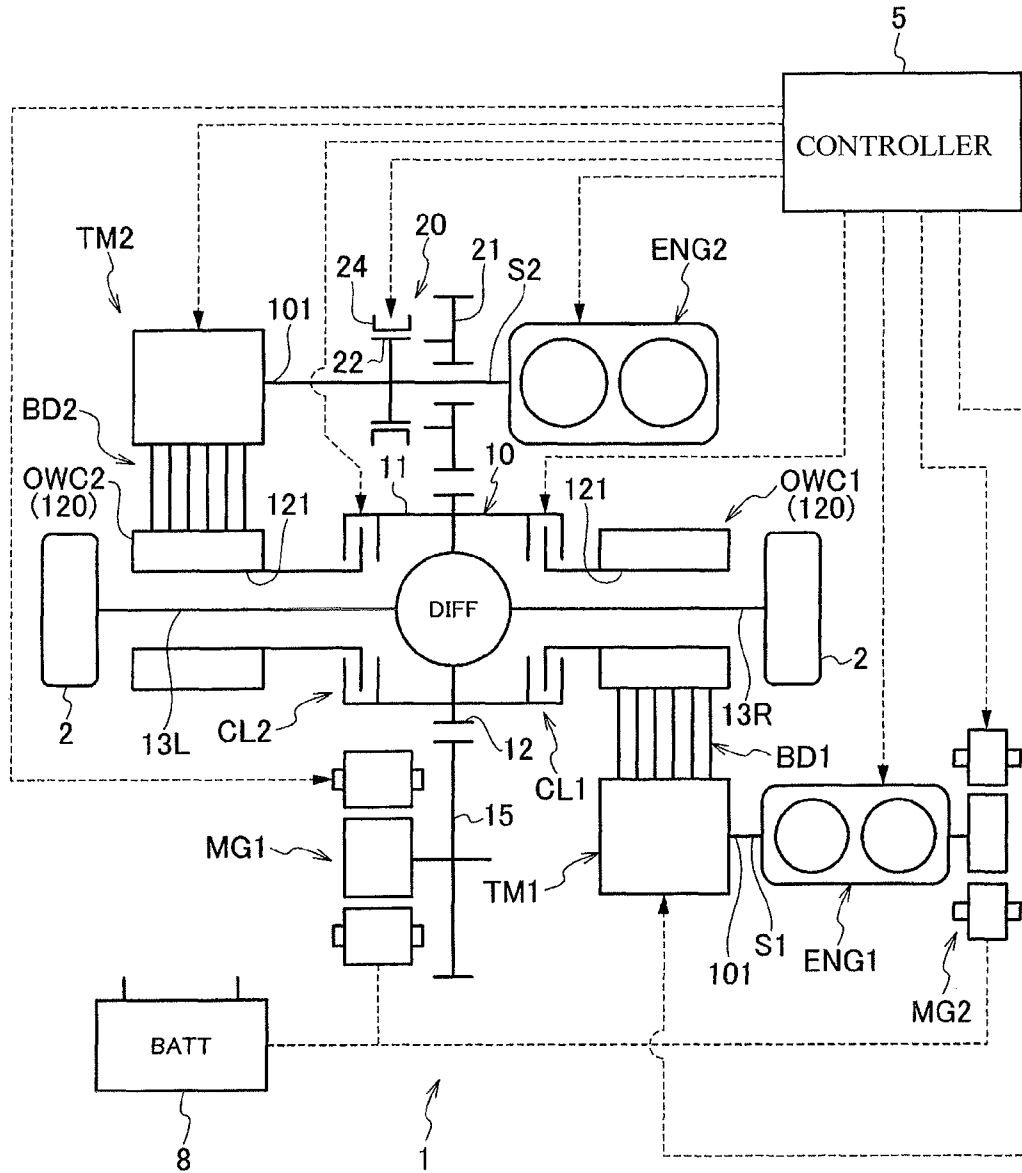 5
CONTROLLER
TM2
20
24
21
S2
ENG2
101
22
BD2
OWC2
(120)
121
11
10
121
OWC1
(120)
DIFF
2
13L
CL2
12
CL1
13R
BD1
2
15
MG1
TM1
101
S1
ENG1
MG2
BATT
8
1